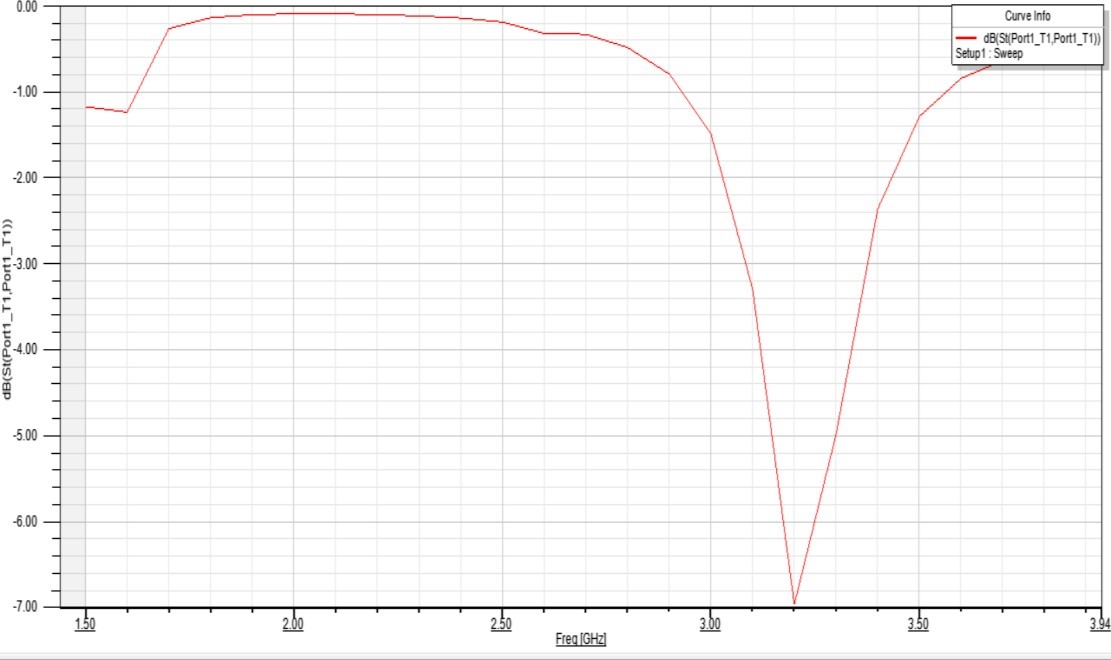 Curve Info
dB(St(Port1_T1,Port1_T1))
Setup1 : Sweep
dB(St(Port1_T1,Port1_T1))
0.00
-1.00
-2.00
-3.00
-4.00
-5.00
-6.00
-7.00
1.50 2.00 2.50 3.00 3.50 3.94
Freq [GHz]